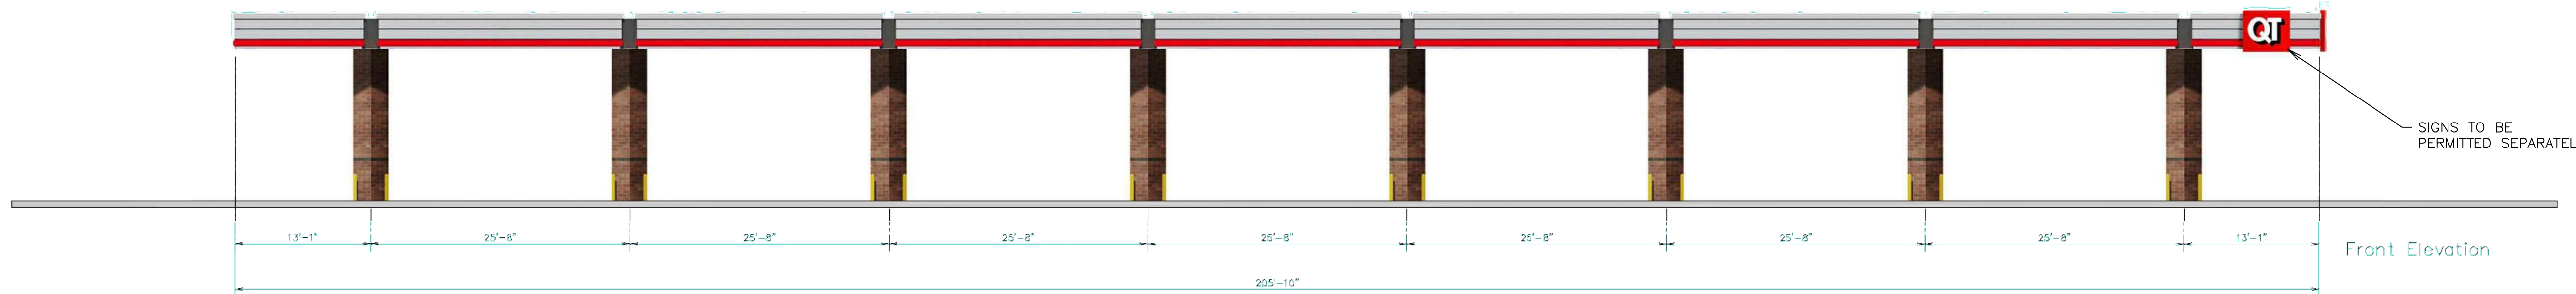 QT
SIGNS TO BE
PERMITTED SEPARATEL
13'-1" 25'-8" 25'-8" 25'-8" 25'-8" 25'-8" 25'-8" 25'-8" 13'-1"
Front Elevation
205'-10"